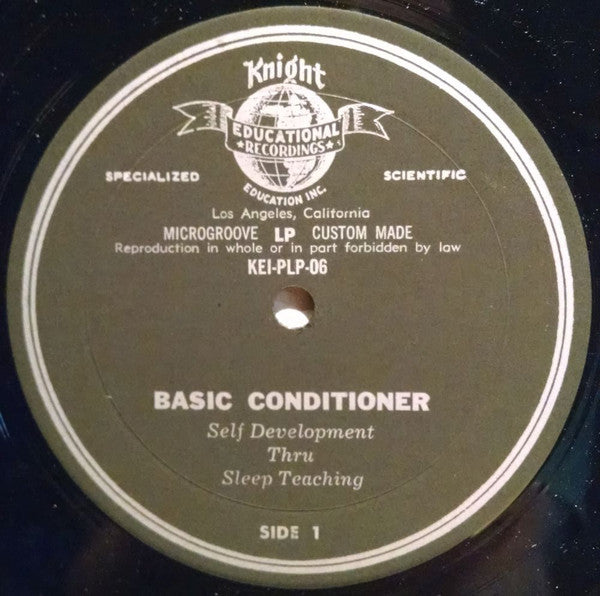 Knight
EDUCATIONAL
★RECORDINGS★
EDUCATION INC.
SPECIALIZED SCIENTIFIC
Los Angeles, California
MICROGROOVE LP CUSTOM MADE
Reproduction in whole or in part forbidden by law
KEI-PLP-06
BASIC CONDITIONER
Self Development
Thru
Sleep Teaching
SIDE 1